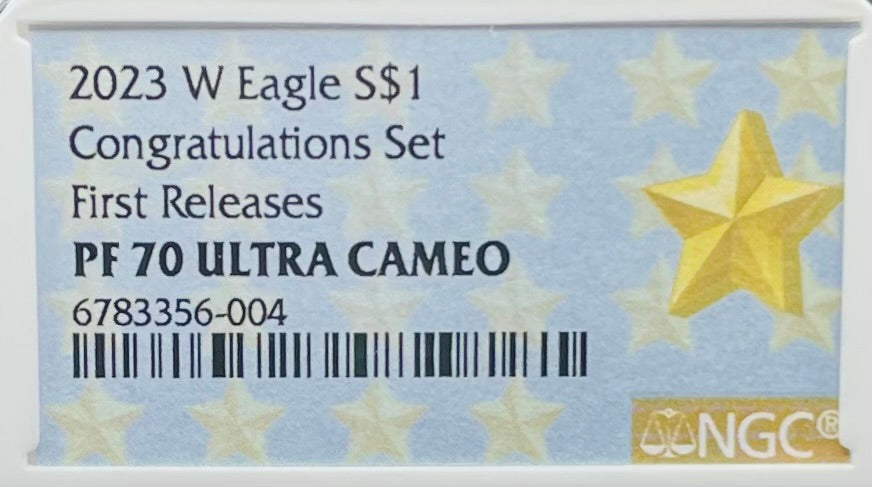 2023 W Eagle S$1
Congratulations Set
First Releases
PF 70 ULTRA CAMEO
6783356-004
NGC®